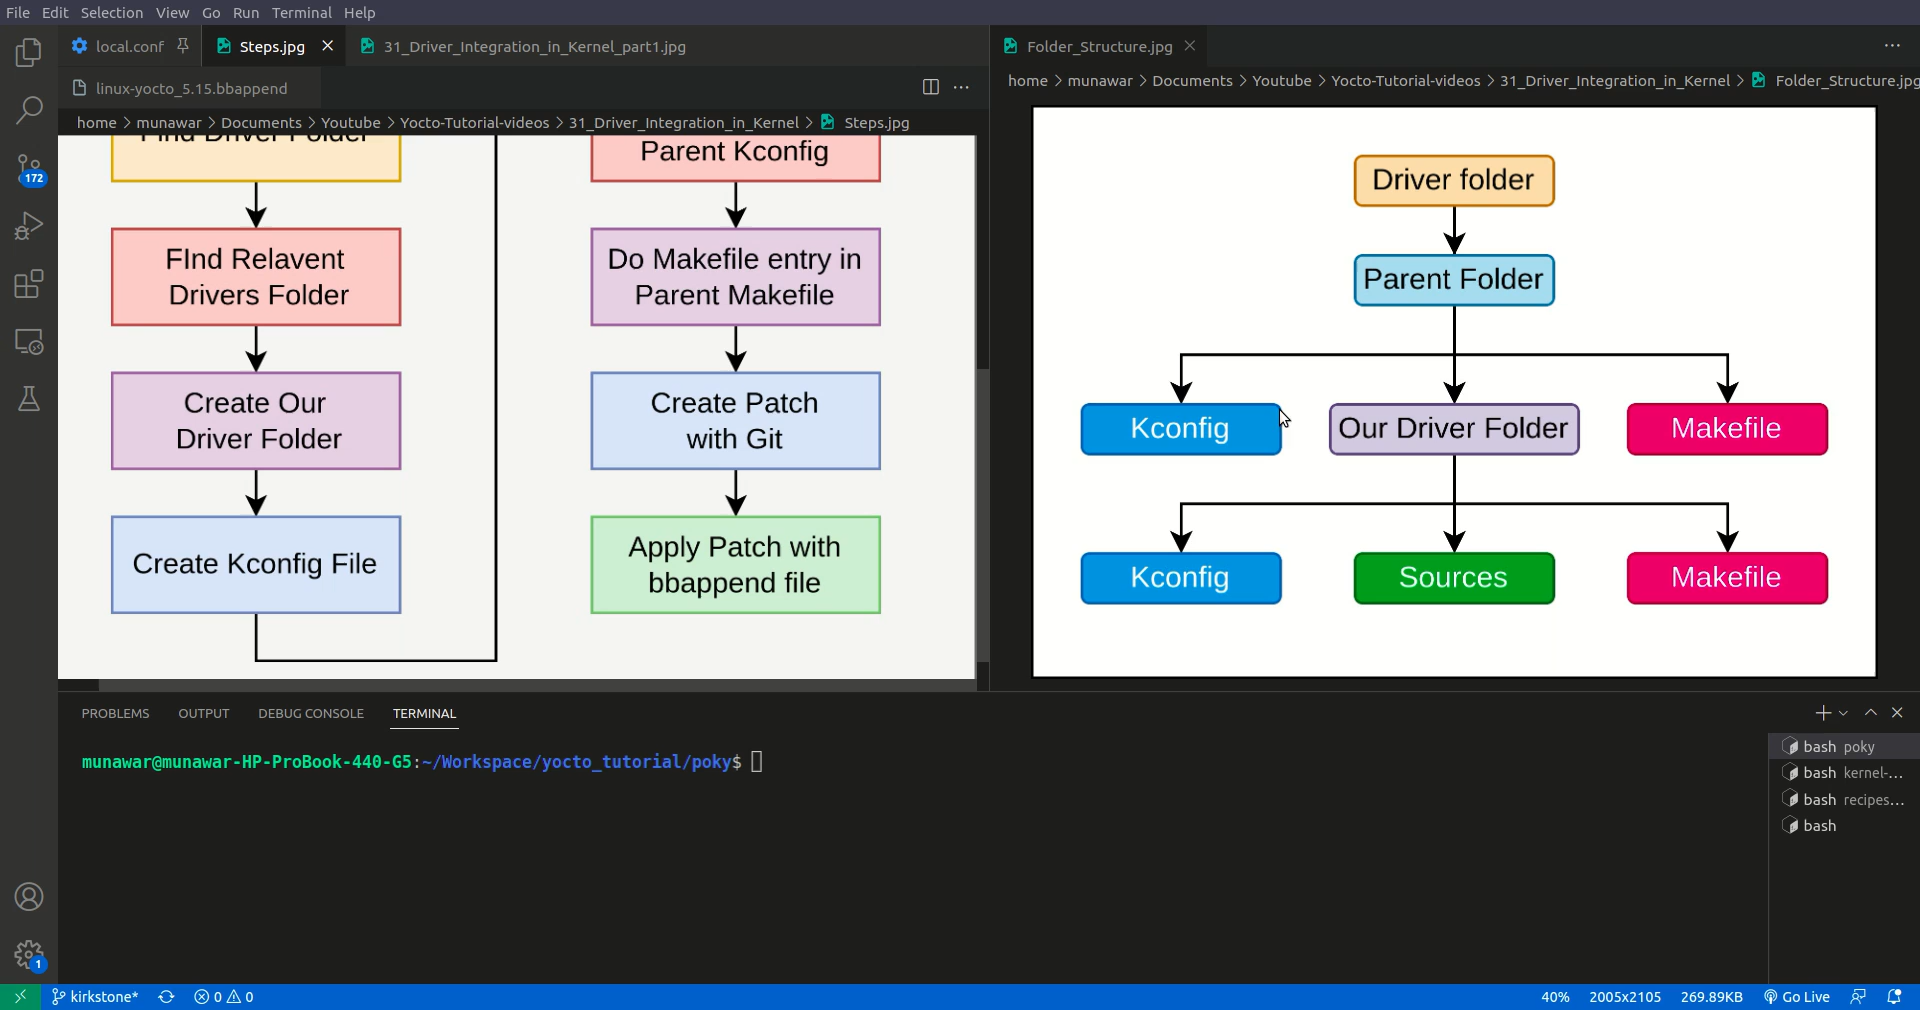 File Edit Selection View Go Run Terminal Help
local.conf
Steps.jpg
31_Driver_Integration_in_Kernel_part1.jpg
Folder_Structure.jpg
linux-yocto_5.15.bbappend
home > munawar > Documents > Youtube > Yocto-Tutorial-videos > 31_Driver_Integration_in_Kernel > Folder_Structure.jpg
home > munawar > Documents > Youtube > Yocto-Tutorial-videos > 31_Driver_Integration_in_Kernel > Steps.jpg
172
Find Driver Folder
FInd Relavent
Drivers Folder
Create Our
Driver Folder
Create Kconfig File
Parent Kconfig
Do Makefile entry in
Parent Makefile
Create Patch
with Git
Apply Patch with
bbappend file
Driver folder
Parent Folder
Kconfig
Our Driver Folder
Makefile
Kconfig
Sources
Makefile
PROBLEMS OUTPUT DEBUG CONSOLE TERMINAL
munawar@munawar-HP-ProBook-440-G5:~/Workspace/yocto_tutorial/poky$
bash poky
bash kernel-...
bash recipes...
bash
1
kirkstone* 0 0 40% 2005x2105 269.89KB Go Live